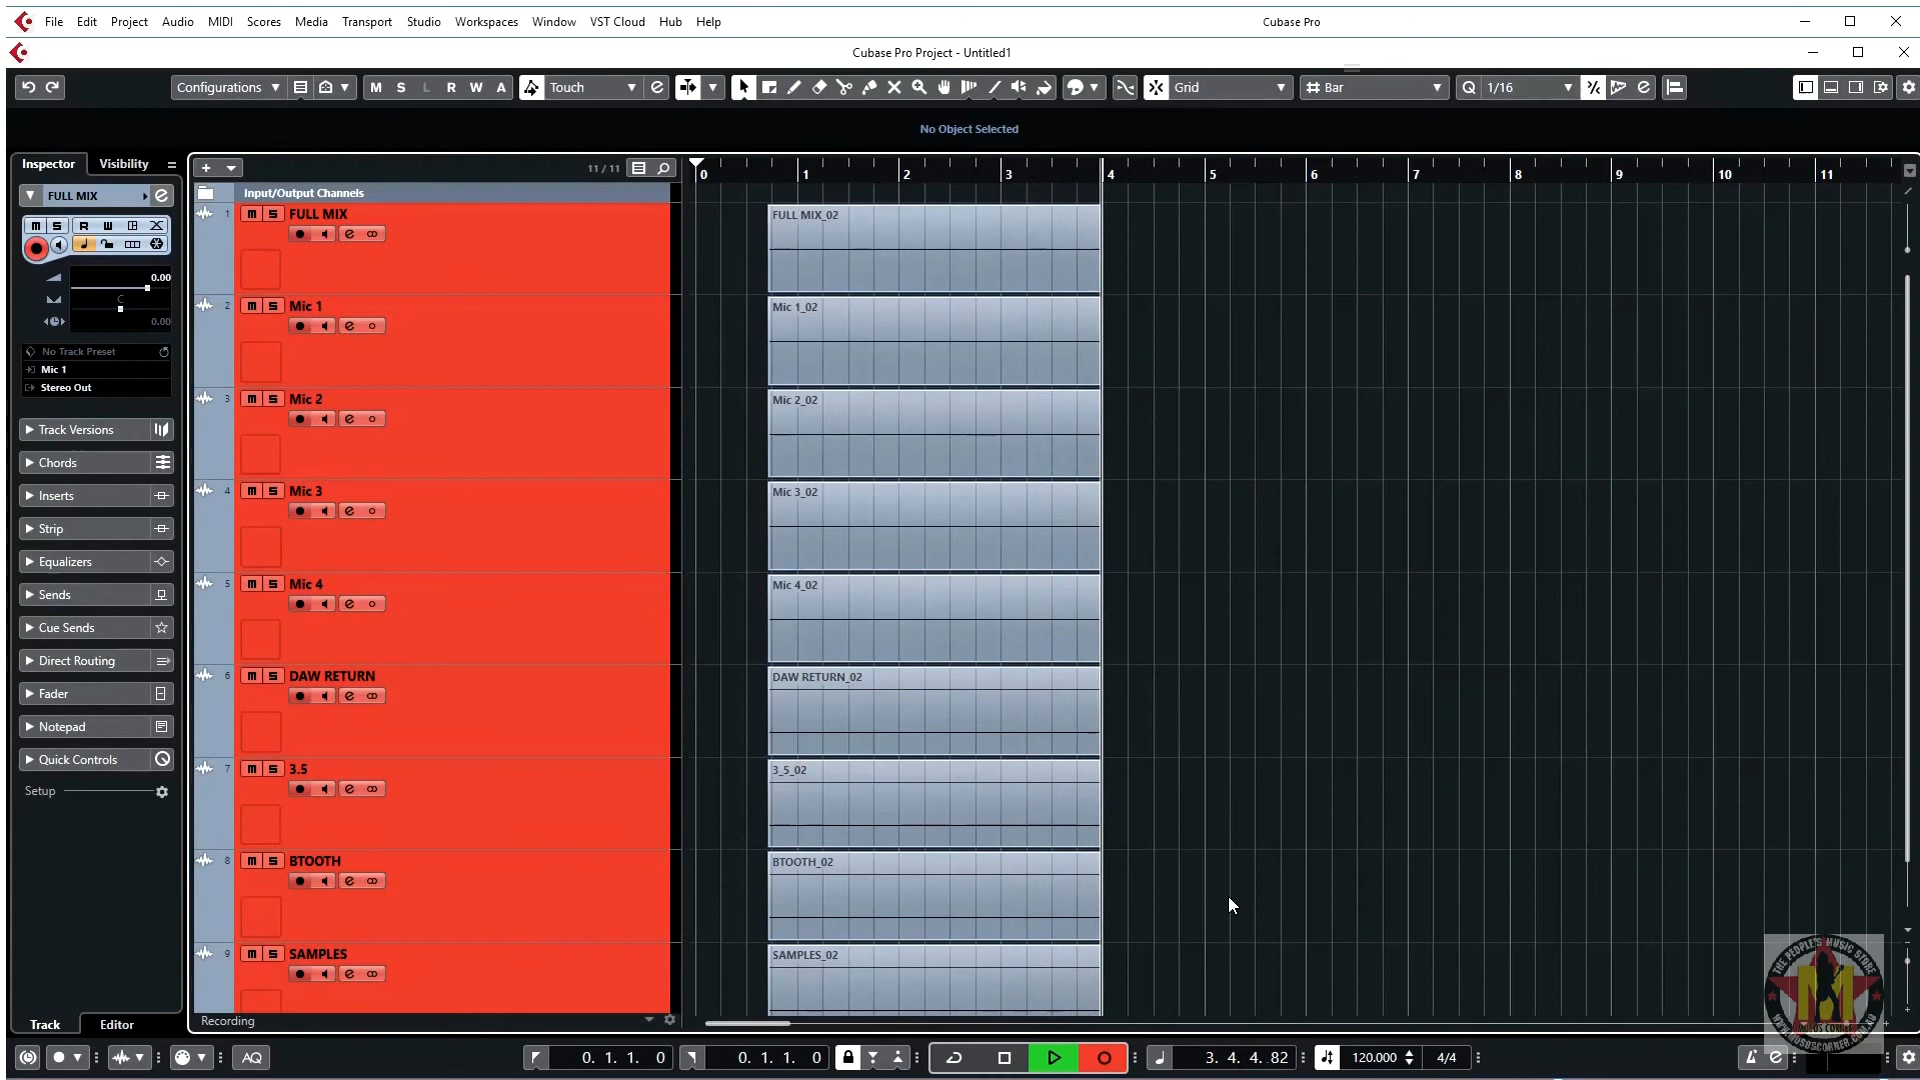 File Edit Project Audio MIDI Scores Media Transport Studio Workspaces Window VST Cloud Hub Help Cubase Pro
Cubase Pro Project - Untitled1
Configurations M S L R W A Touch Grid Bar Q 1/16
No Object Selected
Inspector Visibility
11 / 11
0 1 2 3 4 5 6 7 8 9 10 11
Input/Output Channels
FULL MIX
M S R W
0.00
C
0.00
No Track Preset
Mic 1
Stereo Out
Track Versions
Chords
Inserts
Strip
Equalizers
Sends
Cue Sends
Direct Routing
Fader
Notepad
Quick Controls
Setup
Track Editor
1 m S FULL MIX
FULL MIX_02
2 m S Mic 1
Mic 1_02
3 m S Mic 2
Mic 2_02
4 m S Mic 3
Mic 3_02
5 m S Mic 4
Mic 4_02
6 m S DAW RETURN
DAW RETURN_02
7 m S 3.5
3_5_02
8 m S BTOOTH
BTOOTH_02
9 m S SAMPLES
SAMPLES_02
Recording
THE PEOPLE'S MUSIC STORE
M
AQ 0. 1. 1. 0 0. 1. 1. 0 3. 4. 4. 82 120.000 4/4